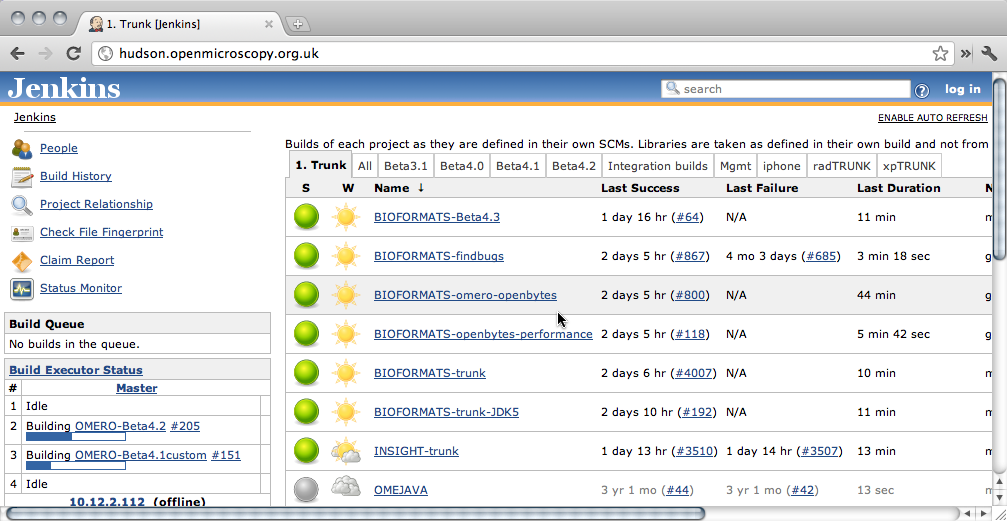 1. Trunk [Jenkins]
hudson.openmicroscopy.org.uk
Jenkins
search
log in
Jenkins
ENABLE AUTO REFRESH
People
Build History
Project Relationship
Check File Fingerprint
Claim Report
Status Monitor
Build Queue
No builds in the queue.
Build Executor Status
# Master
1 Idle
2 Building OMERO-Beta4.2 #205
3 Building OMERO-Beta4.1custom #151
4 Idle
10.12.2.112 (offline)
Builds of each project as they are defined in their own SCMs. Libraries are taken as defined in their own build and not from
1. Trunk All Beta3.1 Beta4.0 Beta4.1 Beta4.2 Integration builds Mgmt iphone radTRUNK xpTRUNK
S W Name ↓ Last Success Last Failure Last Duration
BIOFORMATS-Beta4.3 1 day 16 hr (#64) N/A 11 min
BIOFORMATS-findbugs 2 days 5 hr (#867) 4 mo 3 days (#685) 3 min 18 sec
BIOFORMATS-omero-openbytes 2 days 5 hr (#800) N/A 44 min
BIOFORMATS-openbytes-performance 2 days 5 hr (#118) N/A 5 min 42 sec
BIOFORMATS-trunk 2 days 6 hr (#4007) N/A 10 min
BIOFORMATS-trunk-JDK5 2 days 10 hr (#192) N/A 11 min
INSIGHT-trunk 1 day 13 hr (#3510) 1 day 14 hr (#3507) 13 min
OMEJAVA 3 yr 1 mo (#44) 3 yr 1 mo (#42) 13 sec